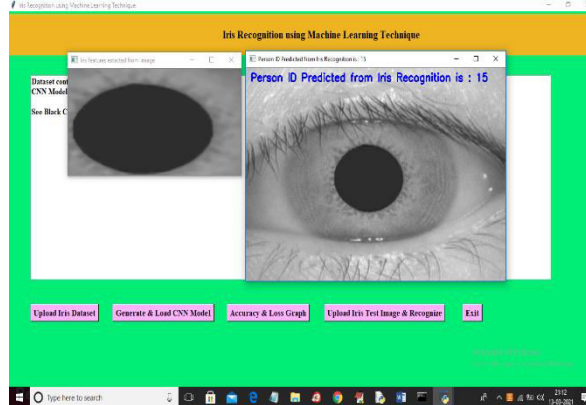 Iris Recognition using Machine Learning Technique
Iris Recognition using Machine Learning Technique
Iris features extacted from image
Person ID Predicted from Iris Recognition is : 15
Person ID Predicted from Iris Recognition is : 15
Dataset cont
CNN Model
See Black C
Upload Iris Dataset
Generate & Load CNN Model
Accuracy & Loss Graph
Upload Iris Test Image & Recognize
Exit
Type here to search
21:12
13-03-2021